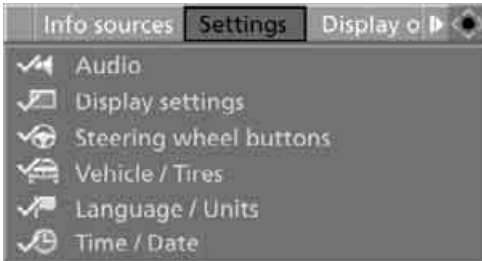 Info sources Settings Display o
Audio
Display settings
Steering wheel buttons
Vehicle / Tires
Language / Units
Time / Date